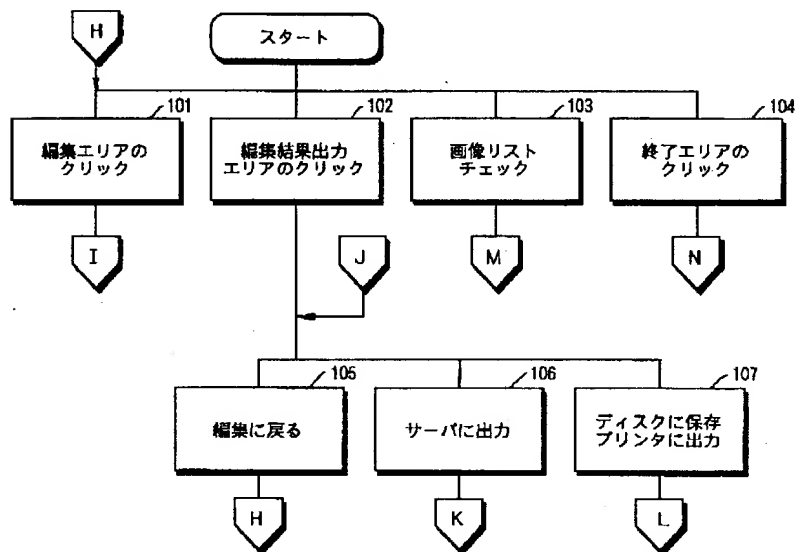 H
スタート
101
編集エリアの
クリック
102
編集結果出力
エリアのクリック
103
画像リスト
チェック
104
終了エリアの
クリック
I
J
M
N
105
編集に戻る
106
サーバに出力
107
ディスクに保存
プリンタに出力
H
K
L